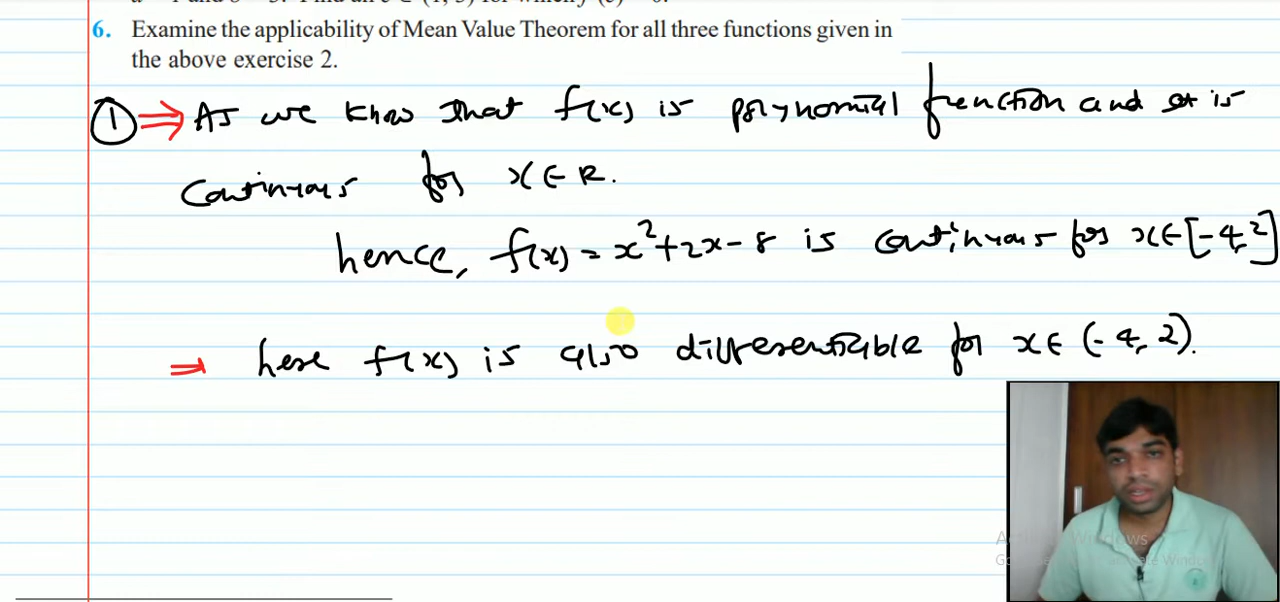 6. Examine the applicability of Mean Value Theorem for all three functions given in
the above exercise 2.
① ⇒ As we know that f(x) is polynomial function and it is
continuous for x∈R.
hence, f(x) = x²+2x-8 is continuous for x∈[-4,2]
⇒ here f(x) is also differentiable for x∈ (-4, 2).
Windows